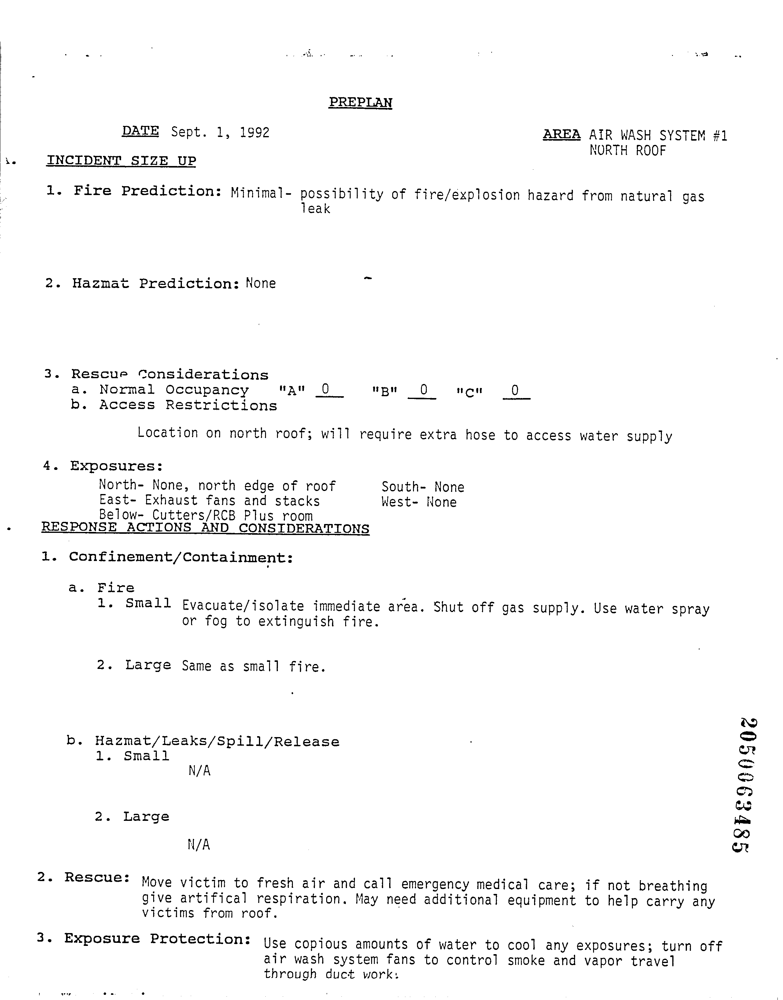 PREPLAN
DATE Sept. 1, 1992
AREA AIR WASH SYSTEM #1
NORTH ROOF
INCIDENT SIZE UP
1. Fire Prediction: Minimal- possibility of fire/explosion hazard from natural gas
leak
2. Hazmat Prediction: None
3. Rescue Considerations
a. Normal Occupancy "A" 0 "B" 0 "C" 0
b. Access Restrictions
Location on north roof; will require extra hose to access water supply
4. Exposures:
North- None, north edge of roof South- None
East- Exhaust fans and stacks West- None
Below- Cutters/RCB Plus room
RESPONSE ACTIONS AND CONSIDERATIONS
1. Confinement/Containment:
a. Fire
1. Small Evacuate/isolate immediate area. Shut off gas supply. Use water spray
or fog to extinguish fire.
2. Large Same as small fire.
b. Hazmat/Leaks/Spill/Release
1. Small
N/A
2. Large
N/A
2. Rescue: Move victim to fresh air and call emergency medical care; if not breathing
give artifical respiration. May need additional equipment to help carry any
victims from roof.
3. Exposure Protection: Use copious amounts of water to cool any exposures; turn off
air wash system fans to control smoke and vapor travel
through duct work.
2050063485